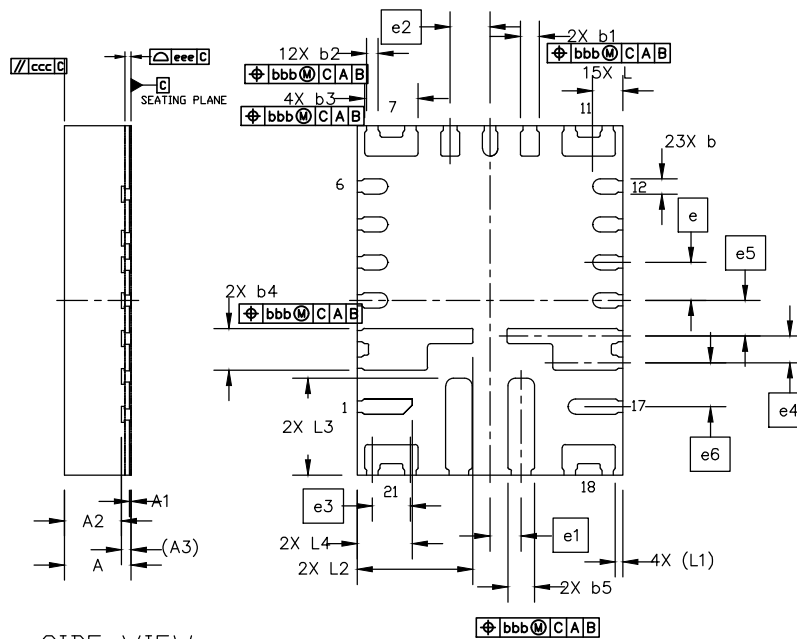 e2
2X b1
12X b2
⌖ bbb Ⓜ C A B
// ccc C
⌓ eee C
15X L
⌖ bbb Ⓜ C A B
C
SEATING PLANE
4X b3
7
11
⌖ bbb Ⓜ C A B
23X b
6
12
e
e5
2X b4
⌖ bbb Ⓜ C A B
1
17
e4
2X L3
e6
21
18
A1
e3
A2
e1
(A3)
2X L4
4X (L1)
A
2X L2
2X b5
⌖ bbb Ⓜ C A B